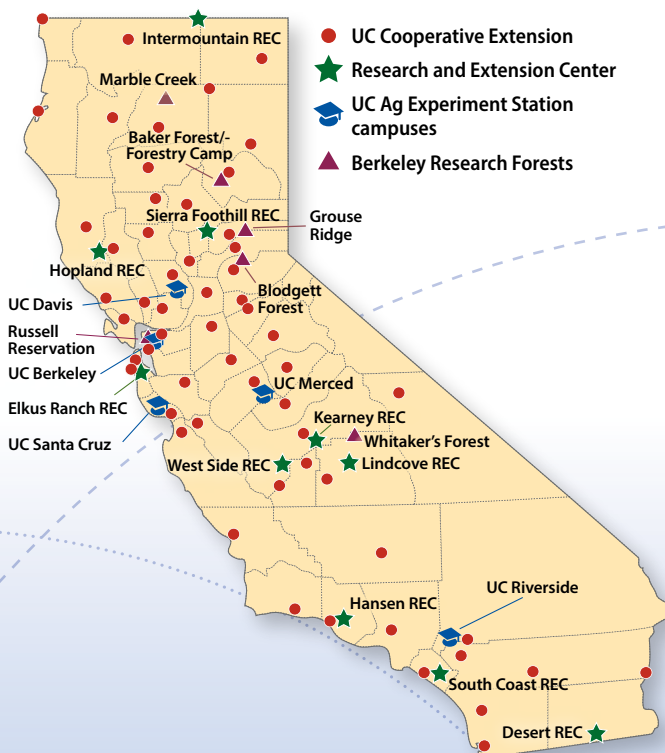 UC Cooperative Extension
Research and Extension Center
UC Ag Experiment Station
campuses
Berkeley Research Forests
Intermountain REC
Marble Creek
Baker Forest/-
Forestry Camp
Sierra Foothill REC
Grouse
Ridge
Hopland REC
Blodgett
Forest
UC Davis
Russell
Reservation
UC Berkeley
UC Merced
Elkus Ranch REC
Kearney REC
UC Santa Cruz
Whitaker's Forest
West Side REC
Lindcove REC
UC Riverside
Hansen REC
South Coast REC
Desert REC